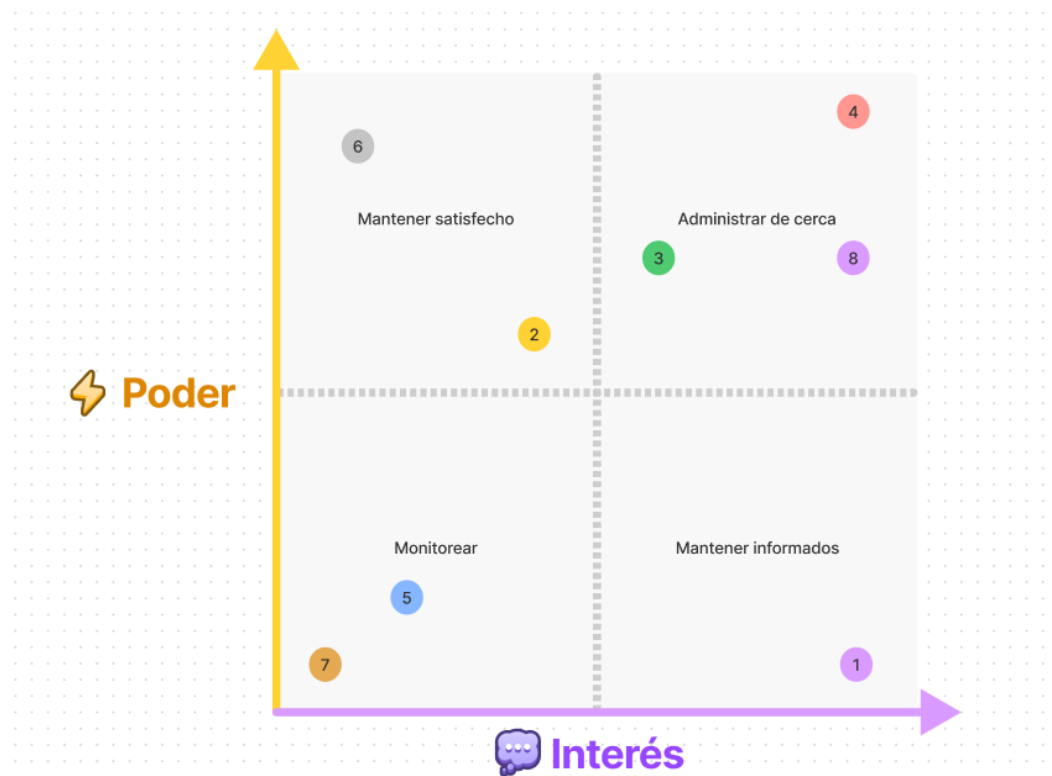 4
6
Mantener satisfecho
Administrar de cerca
3
8
2
Poder
Monitorear
Mantener informados
5
7
1
Interés